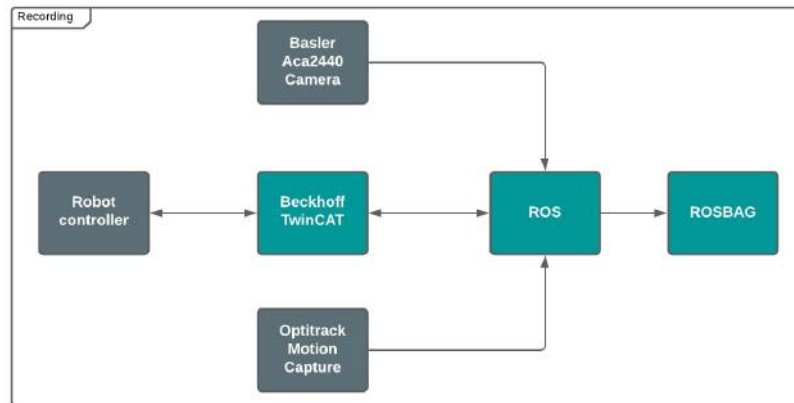 Recording
Basler
Aca2440
Camera
Robot
controller
Beckhoff
TwinCAT
ROS
ROSBAG
Optitrack
Motion
Capture